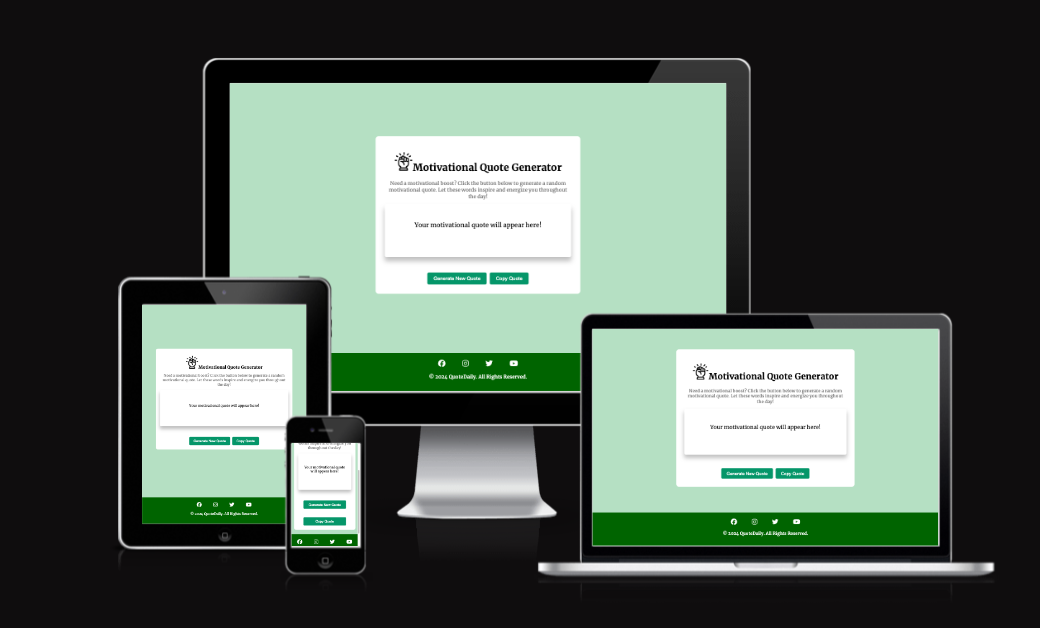 Motivational Quote Generator
Need a motivational boost? Click the button below to generate a random
motivational quote. Let these words inspire and energize you throughout
the day!
Your motivational quote will appear here!
Generate New Quote Copy Quote
© 2024 QuoteDaily. All Rights Reserved.
Motivational Quote Generator
Need a motivational boost? Click the button below to generate a random
motivational quote. Let these words inspire and energize you throughout
the day!
Your motivational quote will appear here!
Generate New Quote Copy Quote
© 2024 QuoteDaily. All Rights Reserved.
throughout the day!
Your motivational quote
will appear here!
Generate New Quote
Copy Quote
Motivational Quote Generator
Need a motivational boost? Click the button below to generate a random
motivational quote. Let these words inspire and energize you throughout
the day!
Your motivational quote will appear here!
Generate New Quote Copy Quote
© 2024 QuoteDaily. All Rights Reserved.